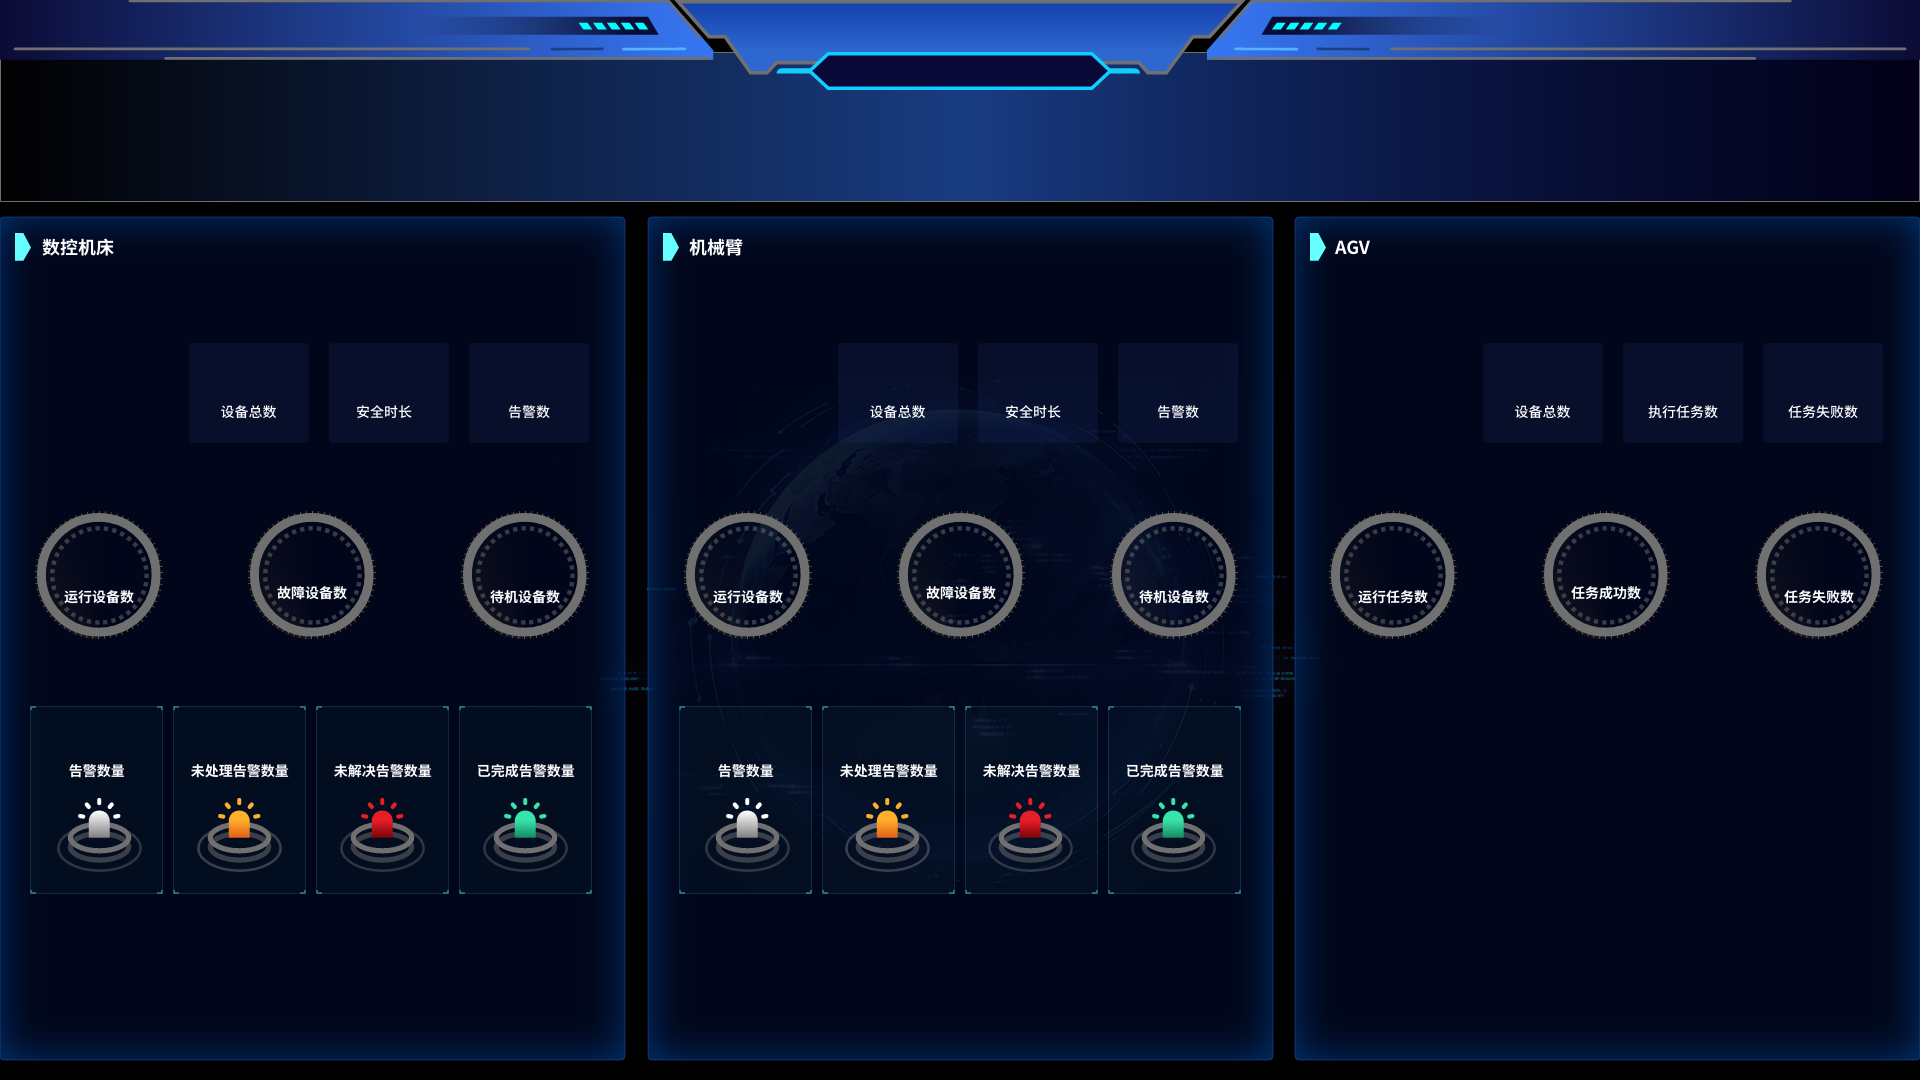 数控机床
设备总数
安全时长
告警数
运行设备数
故障设备数
待机设备数
告警数量
未处理告警数量
未解决告警数量
已完成告警数量
机械臂
设备总数
安全时长
告警数
运行设备数
故障设备数
待机设备数
告警数量
未处理告警数量
未解决告警数量
已完成告警数量
AGV
设备总数
执行任务数
任务失败数
运行任务数
任务成功数
任务失败数